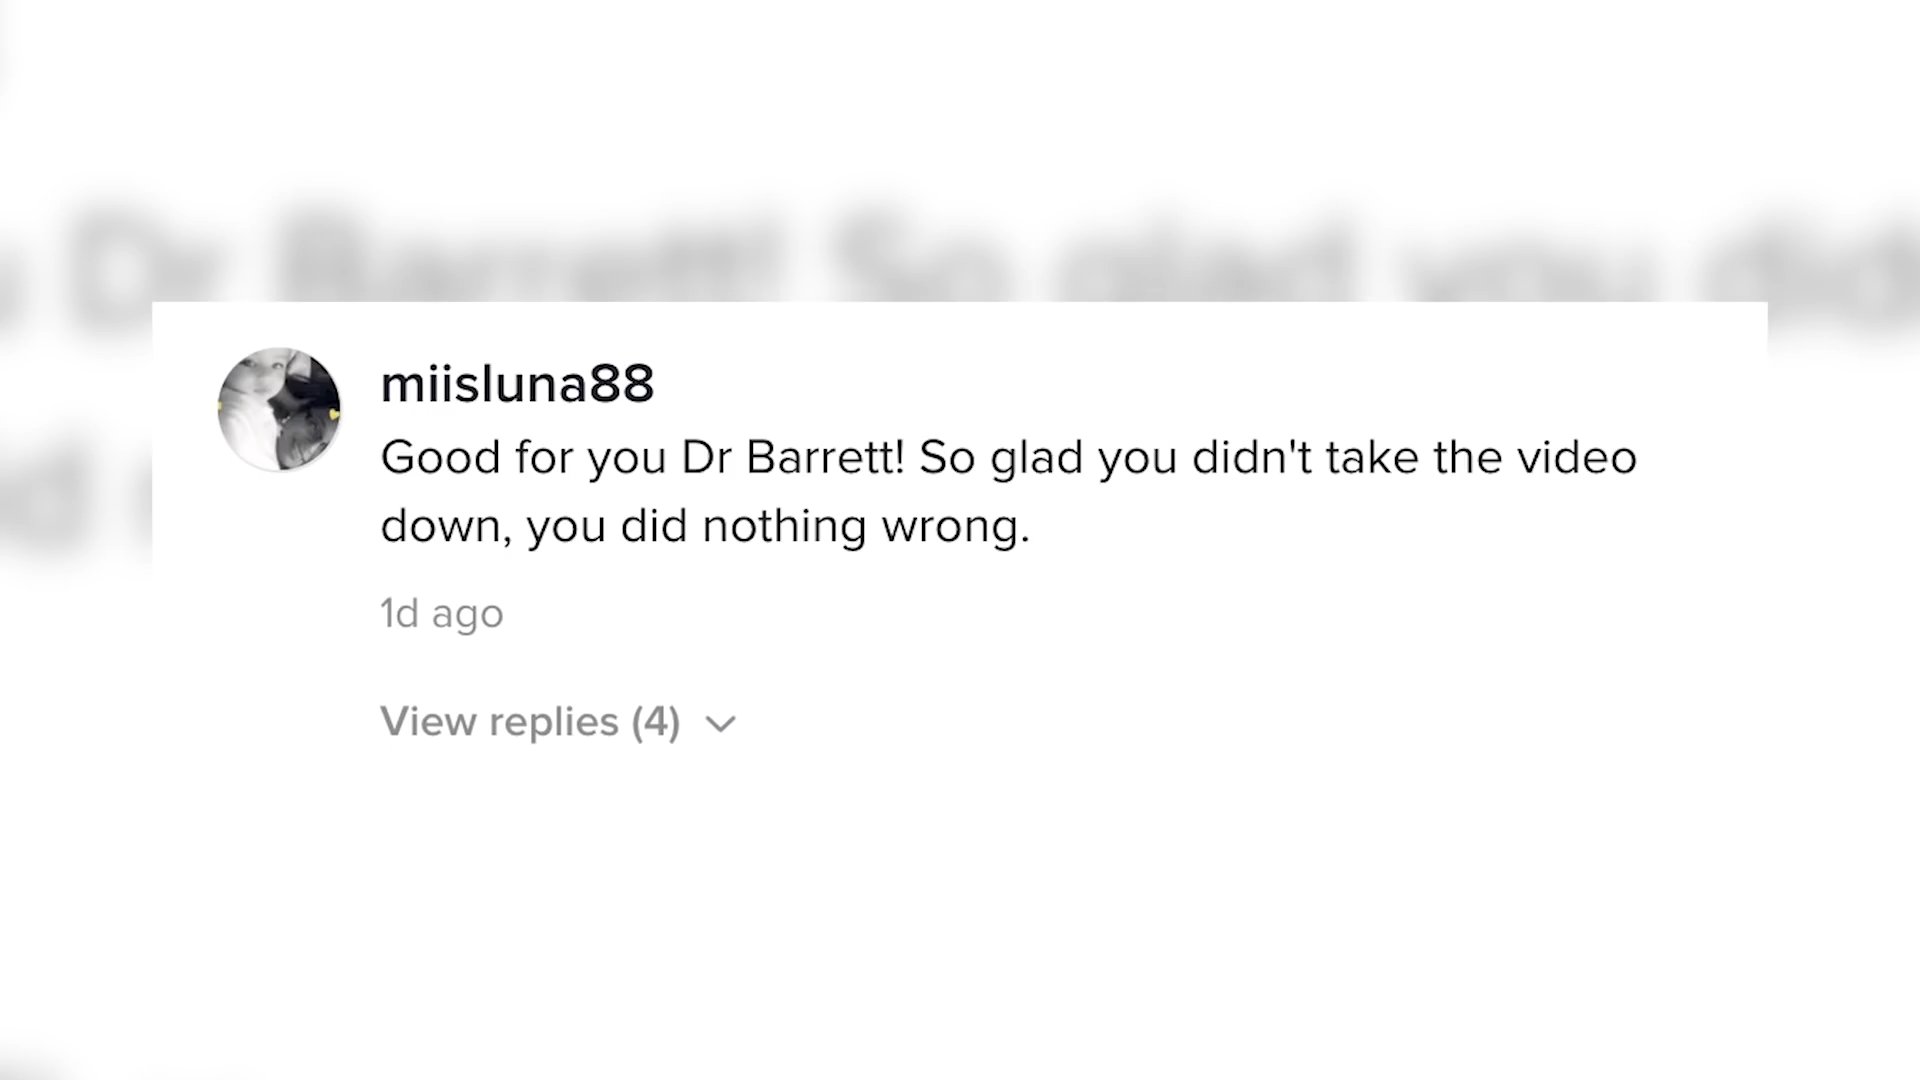 miisluna88
Good for you Dr Barrett! So glad you didn't take the video
down, you did nothing wrong.
1d ago
View replies (4)